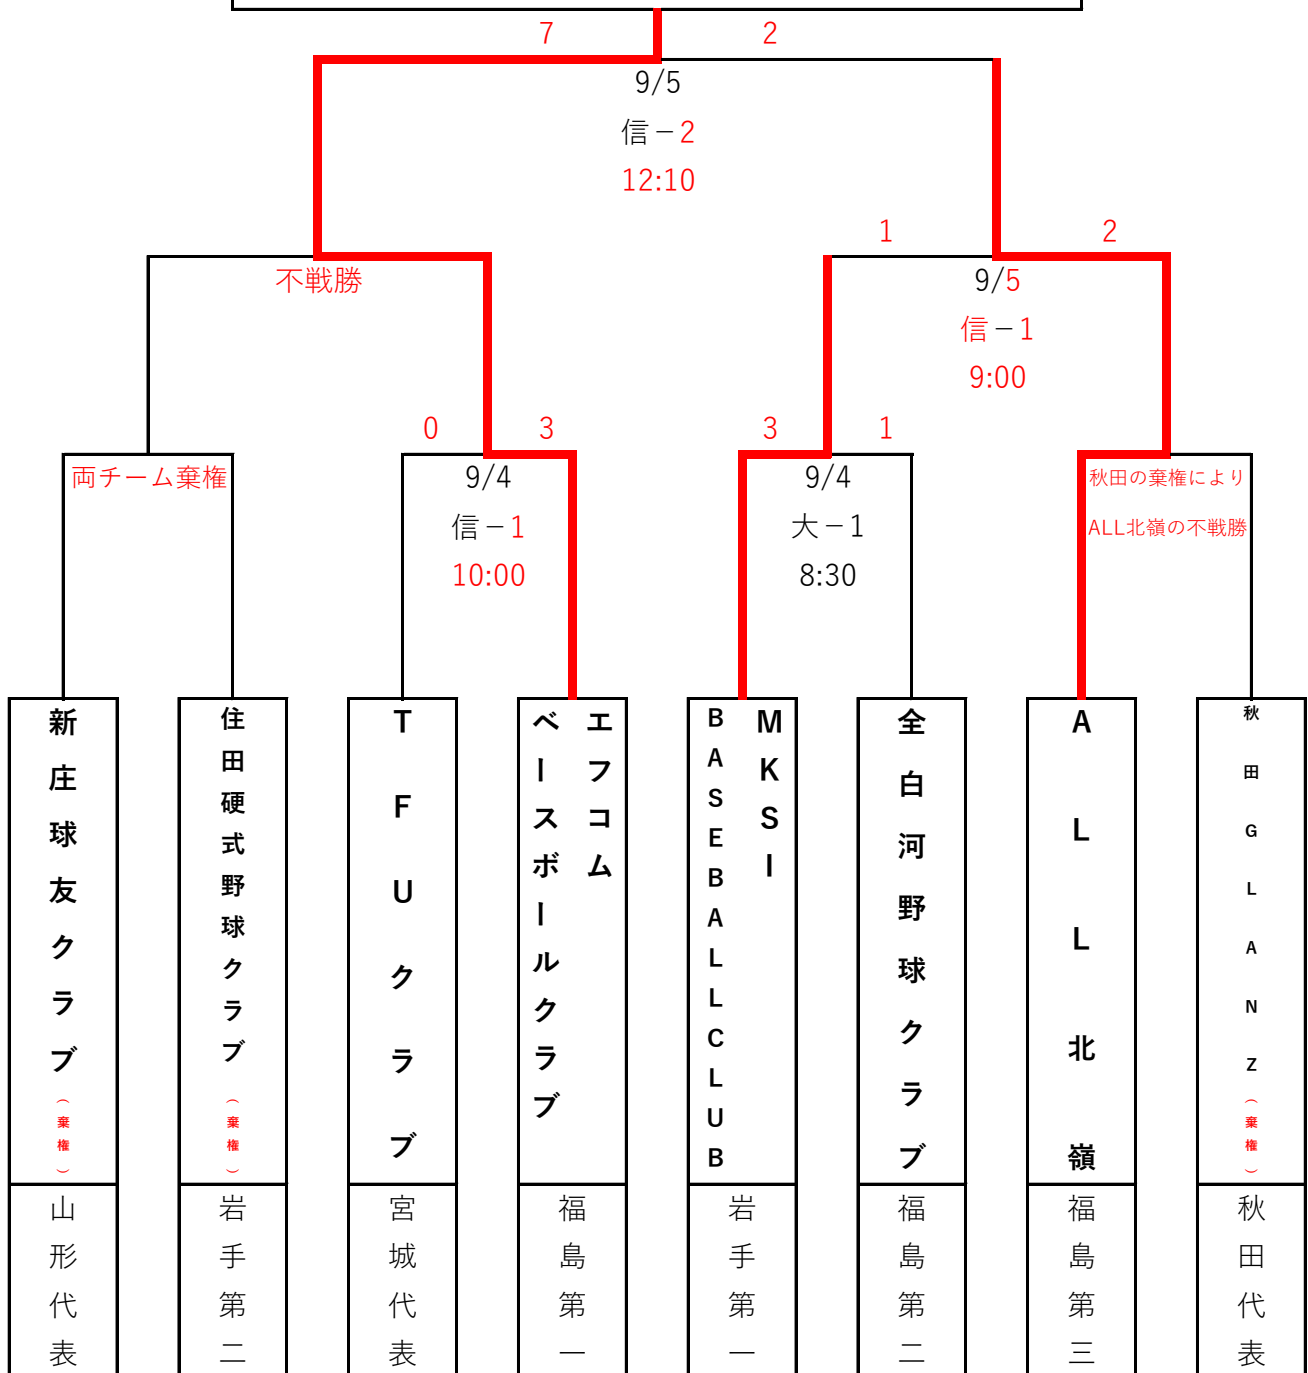 7 2
9/5
信－2
12:10
1 2
不戦勝
9/5
信－1
9:00
0 3
3 1
両チーム棄権
9/4
信－1
10:00
9/4
大－1
8:30
秋田の棄権により
ALL北嶺の不戦勝
新庄球友クラブ（棄権）
住田硬式野球クラブ（棄権）
TFUクラブ
エフコム
ベースボールクラブ
MKSI
BASEBALLCLUB
全白河野球クラブ
ALL北嶺
秋田GLANZ（棄権）
山形代表
岩手第二
宮城代表
福島第一
岩手第一
福島第二
福島第三
秋田代表